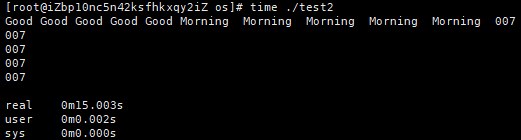 [root@iZbp10nc5n42ksfhkxqy2iZ os]# time ./test2
Good Good Good Good Good Morning  Morning  Morning  Morning  Morning  007
007
007
007
007

real    0m15.003s
user    0m0.002s
sys     0m0.000s